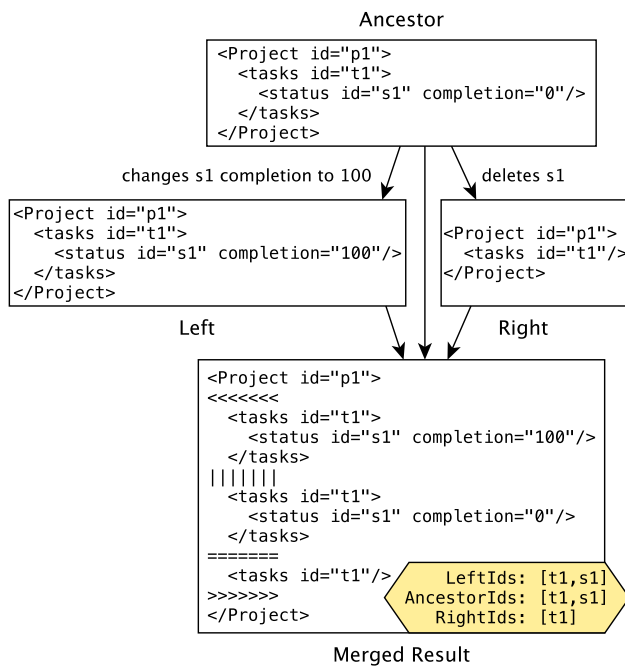 Ancestor
<Project id="p1">
  <tasks id="t1">
    <status id="s1" completion="0"/>
  </tasks>
</Project>
changes s1 completion to 100
deletes s1
<Project id="p1">
  <tasks id="t1">
    <status id="s1" completion="100"/>
  </tasks>
</Project>
<Project id="p1">
  <tasks id="t1"/>
</Project>
Left
Right
<Project id="p1">
<<<<<<<
  <tasks id="t1">
    <status id="s1" completion="100"/>
  </tasks>
|||||||
  <tasks id="t1">
    <status id="s1" completion="0"/>
  </tasks>
=======
  <tasks id="t1"/>
>>>>>>>
</Project>
LeftIds: [t1,s1]
AncestorIds: [t1,s1]
RightIds: [t1]
Merged Result